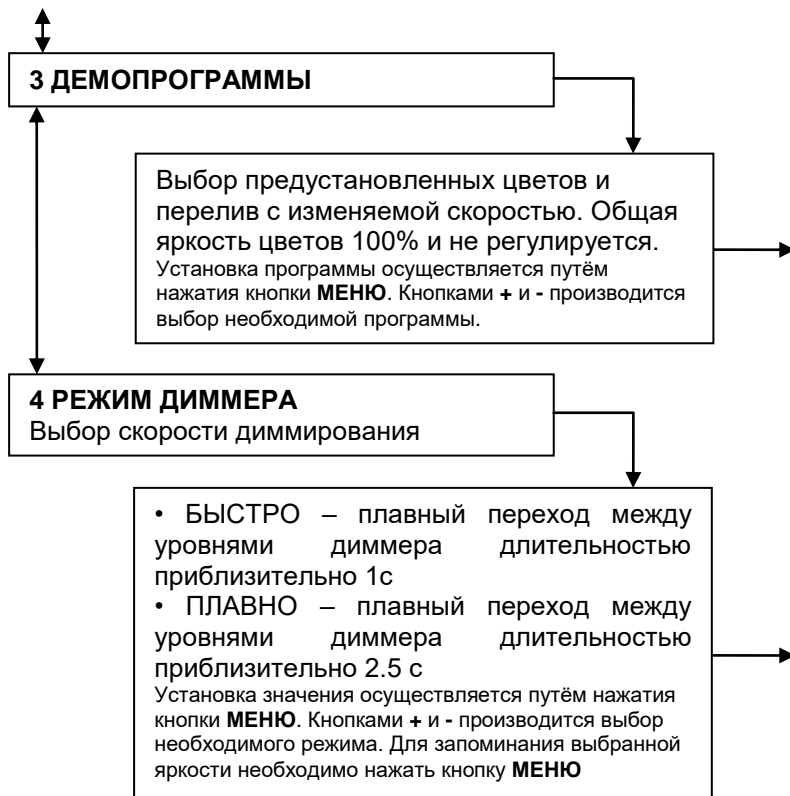 3 ДЕМОПРОГРАММЫ
Выбор предустановленных цветов и
перелив с изменяемой скоростью. Общая
яркость цветов 100% и не регулируется.
Установка программы осуществляется путём
нажатия кнопки МЕНЮ. Кнопками + и - производится
выбор необходимой программы.
4 РЕЖИМ ДИММЕРА
Выбор скорости диммирования
• БЫСТРО – плавный переход между
уровнями диммера длительностью
приблизительно 1с
• ПЛАВНО – плавный переход между
уровнями диммера длительностью
приблизительно 2.5 с
Установка значения осуществляется путём нажатия
кнопки МЕНЮ. Кнопками + и - производится выбор
необходимого режима. Для запоминания выбранной
яркости необходимо нажать кнопку МЕНЮ